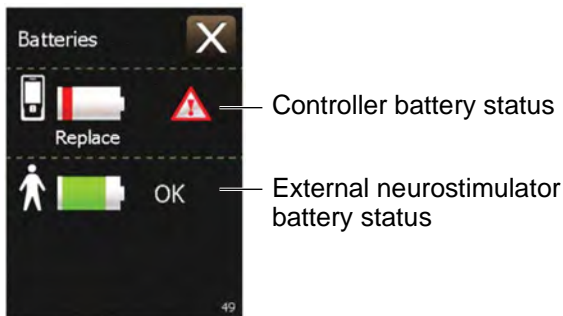 Batteries
X
Replace
Controller battery status
OK
External neurostimulator
battery status
49